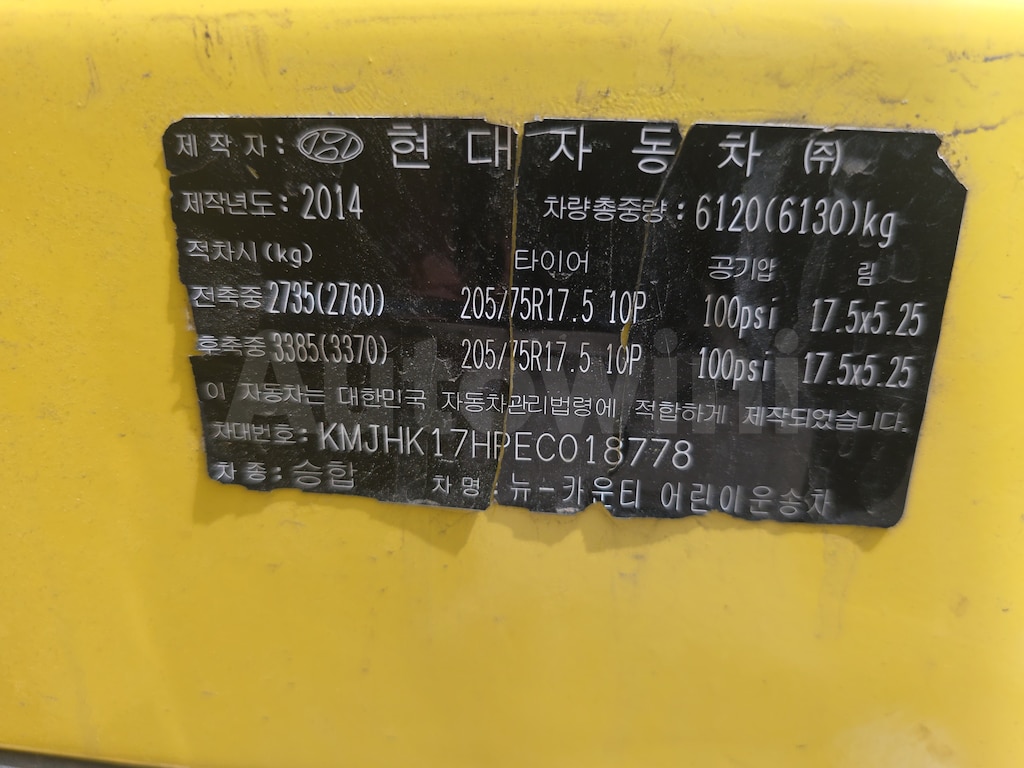 제작자: 현대자동차 ㈜
제작년도: 2014 차량총중량: 6120(6130)kg
적차시(kg) 타이어 공기압 림
전축중 2735(2760) 205/75R17.5 10P 100psi 17.5x5.25
후축중 3385(3370) 205/75R17.5 10P 100psi 17.5x5.25
이 자동차는 대한민국 자동차관리법령에 적합하게 제작되었습니다.
차대번호: KMJHK17HPEC018778
차종: 승합 차명: 뉴-카운티 어린이운송차
Autowini